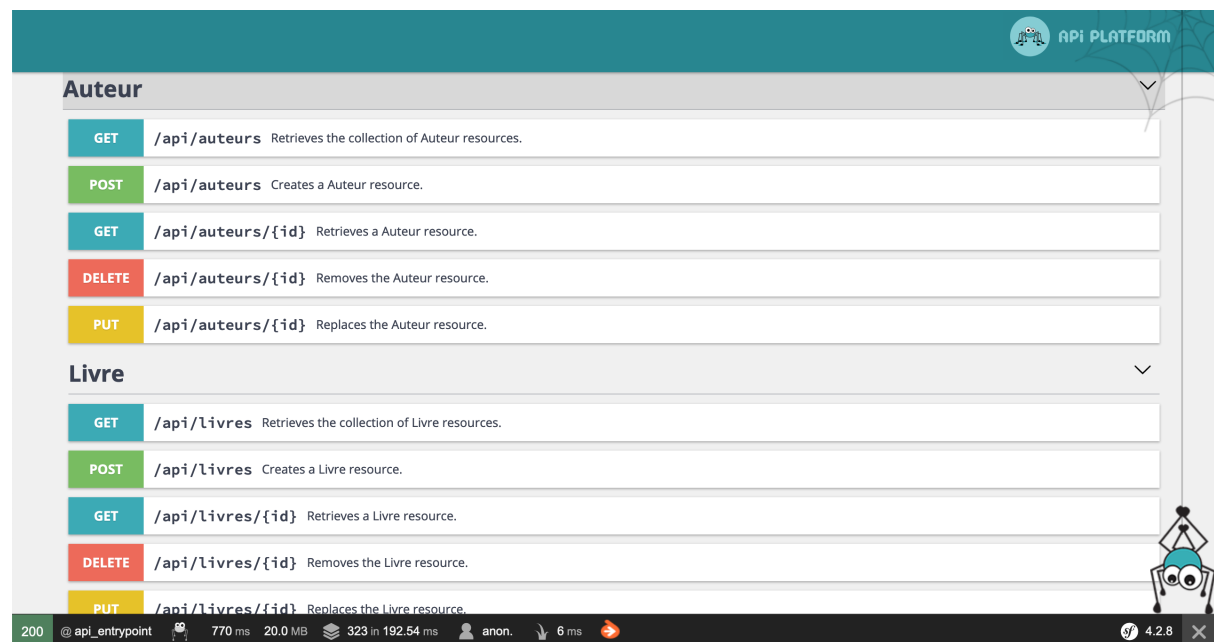 API PLATFORM
Auteur
GET /api/auteurs Retrieves the collection of Auteur resources.
POST /api/auteurs Creates a Auteur resource.
GET /api/auteurs/{id} Retrieves a Auteur resource.
DELETE /api/auteurs/{id} Removes the Auteur resource.
PUT /api/auteurs/{id} Replaces the Auteur resource.
Livre
GET /api/livres Retrieves the collection of Livre resources.
POST /api/livres Creates a Livre resource.
GET /api/livres/{id} Retrieves a Livre resource.
DELETE /api/livres/{id} Removes the Livre resource.
PUT /api/livres/{id} Replaces the Livre resource.
200 @ api_entrypoint 770 ms 20.0 MB 323 in 192.54 ms anon. 6 ms sf 4.2.8